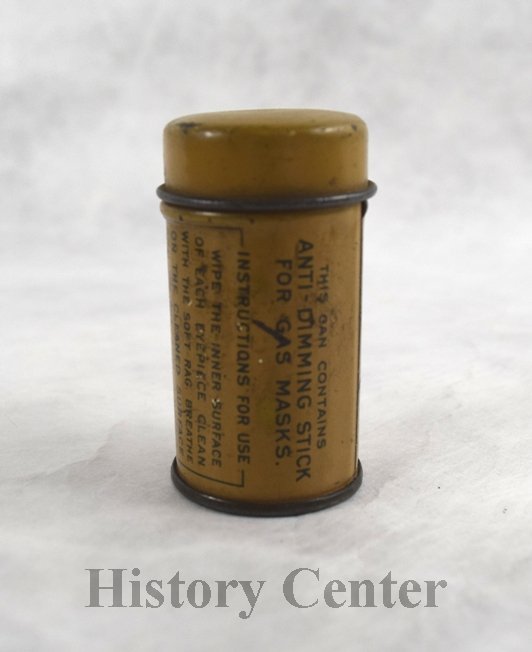 THIS CAN CONTAINS
ANTI-DIMMING STICK
FOR GAS MASKS.
INSTRUCTIONS FOR USE
WIPE THE INNER SURFACE
OF EACH EYEPIECE CLEAN
WITH THE SOFT RAG. BREATHE
ON THE CLEANED SURFACE
History Center